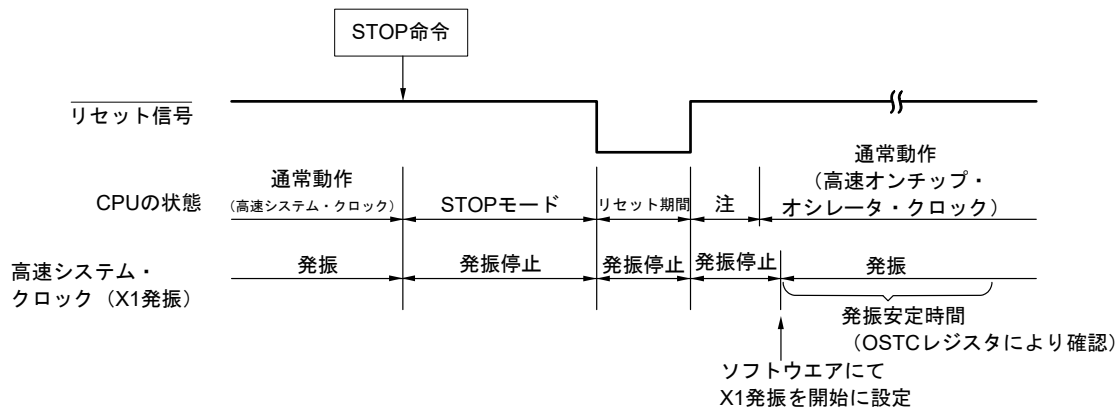 STOP命令
リセット信号
通常動作
（高速システム・クロック）
CPUの状態
STOPモード
リセット期間
注
通常動作
（高速オンチップ・
オシレータ・クロック）
高速システム・
クロック（X1発振）
発振
発振停止
発振停止
発振停止
発振
発振安定時間
（OSTCレジスタにより確認）
ソフトウエアにて
X1発振を開始に設定